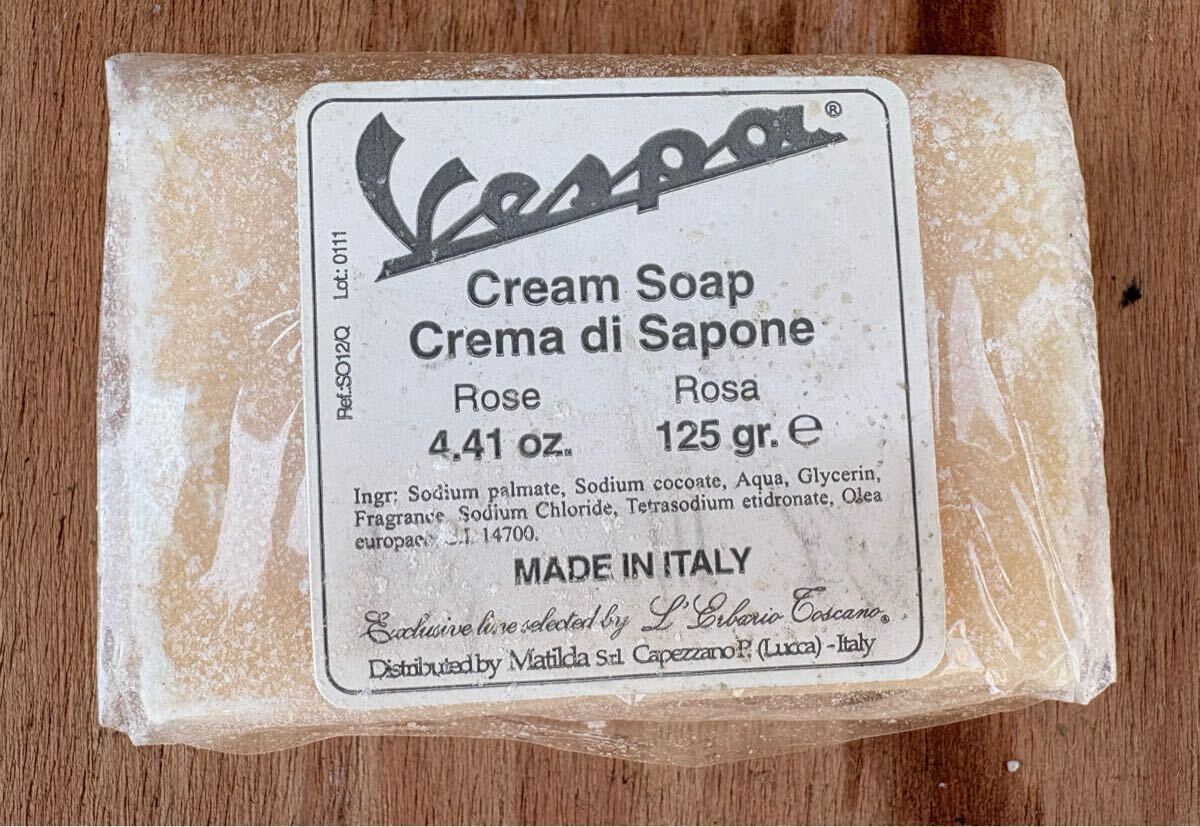 Vespa®
Cream Soap
Crema di Sapone
Rose Rosa
4.41 oz. 125 gr. ℮
Ingr: Sodium palmate, Sodium cocoate, Aqua, Glycerin,
Fragrance, Sodium Chloride, Tetrasodium etidronate, Olea
europaea, C.I. 14700.
MADE IN ITALY
Exclusive line selected by L'Erbario Toscano®
Distributed by Matilda Srl Capezzano P. (Lucca) - Italy
Ref.:SO12/Q Lot.: 0111